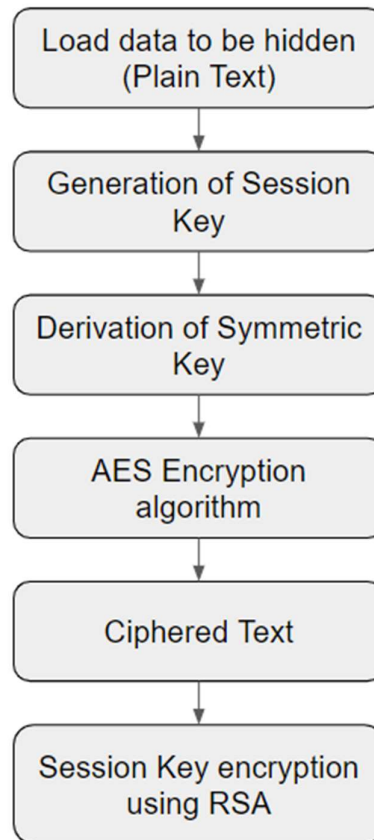 Load data to be hidden
(Plain Text)
Generation of Session
Key
Derivation of Symmetric
Key
AES Encryption
algorithm
Ciphered Text
Session Key encryption
using RSA